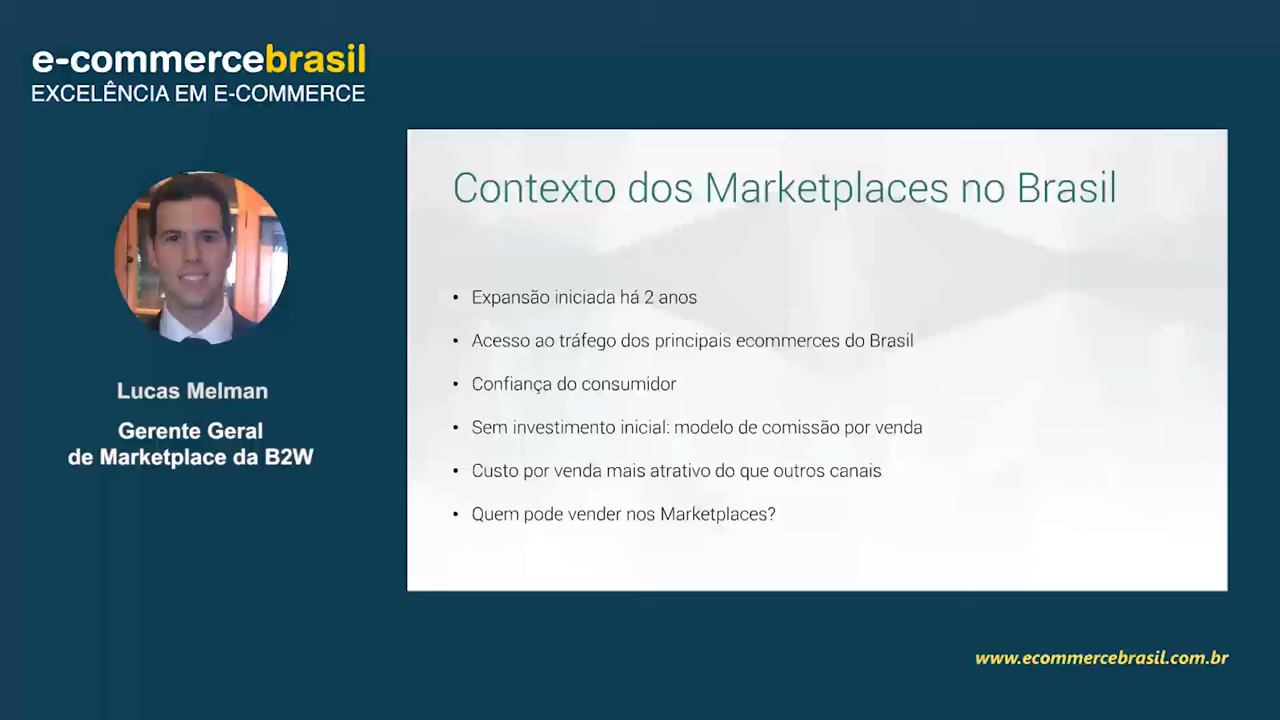 e-commercebrasil
EXCELÊNCIA EM E-COMMERCE
Lucas Melman
Gerente Geral
de Marketplace da B2W
Contexto dos Marketplaces no Brasil
• Expansão iniciada há 2 anos
• Acesso ao tráfego dos principais ecommerces do Brasil
• Confiança do consumidor
• Sem investimento inicial: modelo de comissão por venda
• Custo por venda mais atrativo do que outros canais
• Quem pode vender nos Marketplaces?
www.ecommercebrasil.com.br